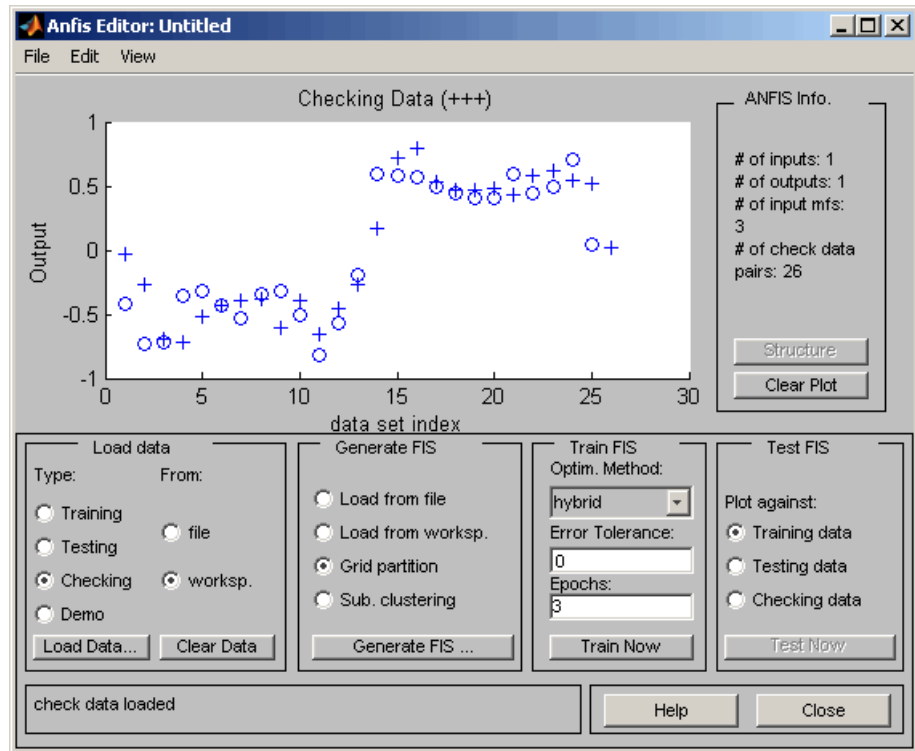 Anfis Editor: Untitled
File Edit View
Checking Data (+++)
1
0.5
0
-0.5
-1
Output
0 5 10 15 20 25 30
data set index
ANFIS Info.
# of inputs: 1
# of outputs: 1
# of input mfs:
3
# of check data
pairs: 26
Structure
Clear Plot
Load data
Type: From:
Training
Testing
Checking
Demo
file
worksp.
Load Data... Clear Data
Generate FIS
Load from file
Load from worksp.
Grid partition
Sub. clustering
Generate FIS ...
Train FIS
Optim. Method:
hybrid
Error Tolerance:
0
Epochs:
3
Train Now
Test FIS
Plot against:
Training data
Testing data
Checking data
Test Now
check data loaded
Help Close